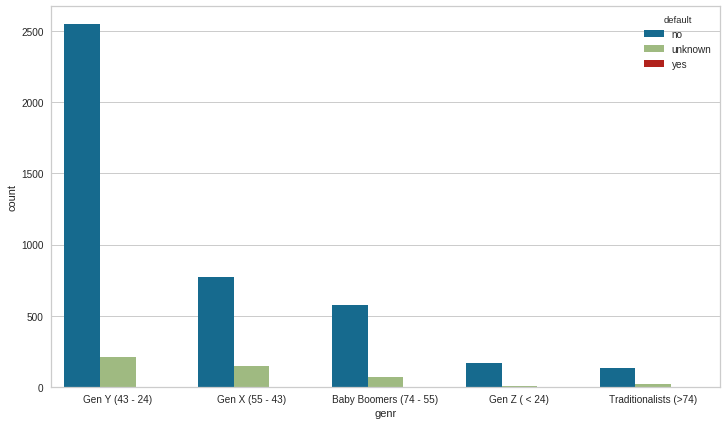 default
no
unknown
yes
2500
2000
1500
1000
500
0
count
Gen Y (43 - 24) Gen X (55 - 43) Baby Boomers (74 - 55) Gen Z ( < 24) Traditionalists (>74)
genr